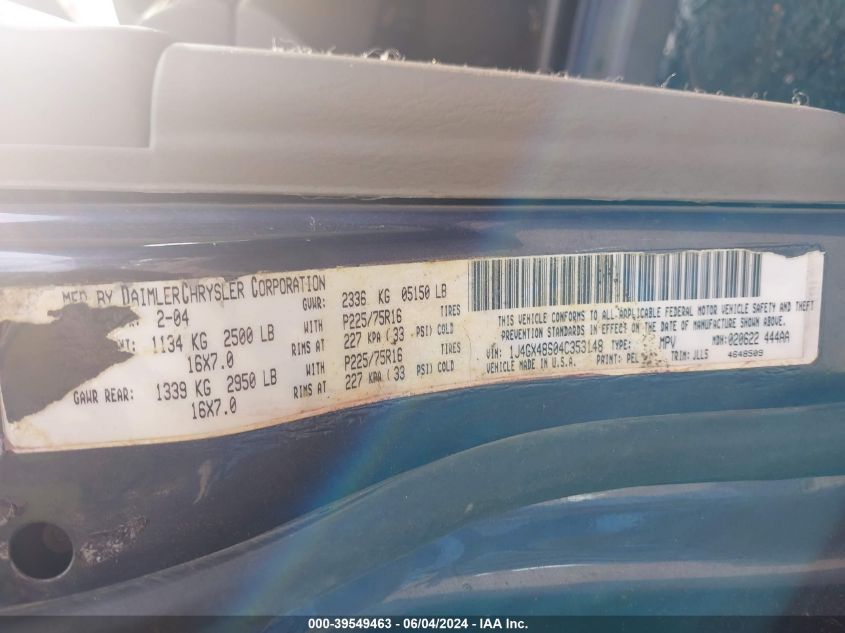 MFD BY DAIMLERCHRYSLER CORPORATION
2-04 GVWR: 2336 KG 05150 LB
1134 KG 2500 LB WITH P225/75R16 TIRES
16X7.0 RIMS AT 227 KPA ( 33 PSI) COLD
GAWR REAR: 1339 KG 2950 LB WITH P225/75R16 TIRES
16X7.0 RIMS AT 227 KPA ( 33 PSI) COLD
THIS VEHICLE CONFORMS TO ALL APPLICABLE FEDERAL MOTOR VEHICLE SAFETY AND THEFT
PREVENTION STANDARDS IN EFFECT ON THE DATE OF MANUFACTURE SHOWN ABOVE.
VIN: 1J4GX48S04C353148 TYPE: MPV MDH: 020622 444AA
VEHICLE MADE IN U.S.A. PAINT: PBL TRIM: JLL5 4648509
000-39549463 - 06/04/2024 - IAA Inc.